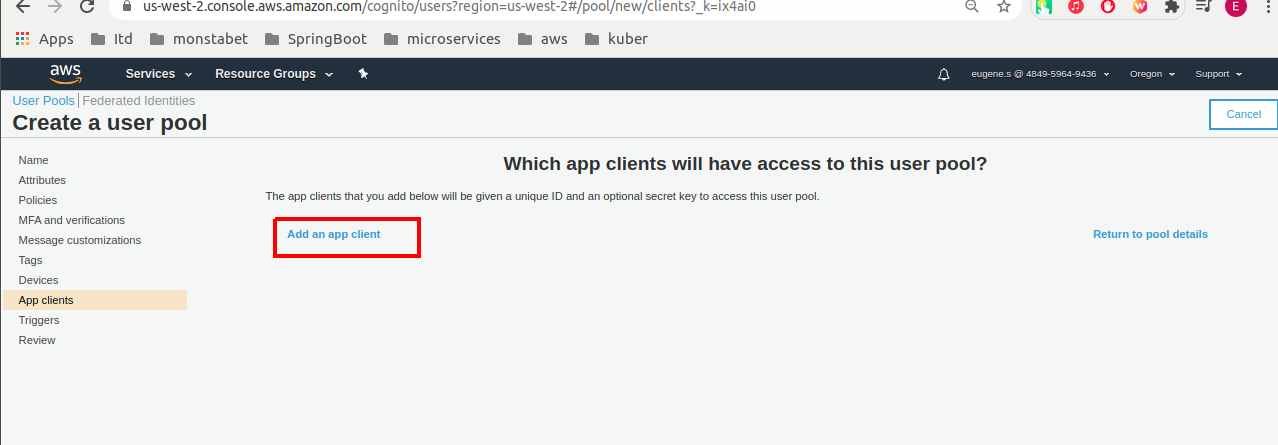 us-west-2.console.aws.amazon.com/cognito/users?region=us-west-2#/pool/new/clients?_k=ix4ai0
E
Apps ltd monstabet SpringBoot microservices aws kuber
aws Services Resource Groups eugene.s @ 4849-5964-9436 Oregon Support
User Pools | Federated Identities
Create a user pool
Cancel
Name
Attributes
Policies
MFA and verifications
Message customizations
Tags
Devices
App clients
Triggers
Review
Which app clients will have access to this user pool?
The app clients that you add below will be given a unique ID and an optional secret key to access this user pool.
Add an app client
Return to pool details